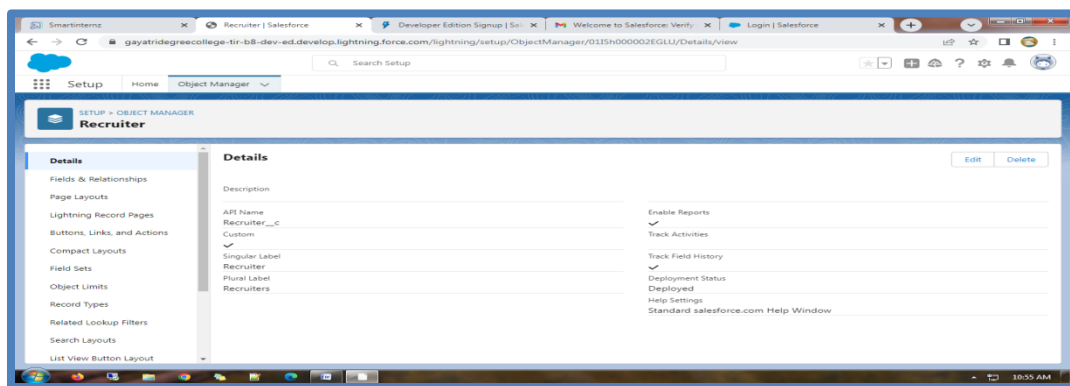 Smartinternz
Recruiter | Salesforce
Developer Edition Signup | Sal
Welcome to Salesforce: Verify
Login | Salesforce
gayatridegreecollege-tir-b8-dev-ed.develop.lightning.force.com/lightning/setup/ObjectManager/01I5h000002EGLU/Details/view
Search Setup
Setup Home Object Manager
SETUP > OBJECT MANAGER
Recruiter
Details
Fields & Relationships
Page Layouts
Lightning Record Pages
Buttons, Links, and Actions
Compact Layouts
Field Sets
Object Limits
Record Types
Related Lookup Filters
Search Layouts
List View Button Layout
Details
Edit Delete
Description
API Name
Recruiter__c
Custom
Singular Label
Recruiter
Plural Label
Recruiters
Enable Reports
Track Activities
Track Field History
Deployment Status
Deployed
Help Settings
Standard salesforce.com Help Window
10:55 AM